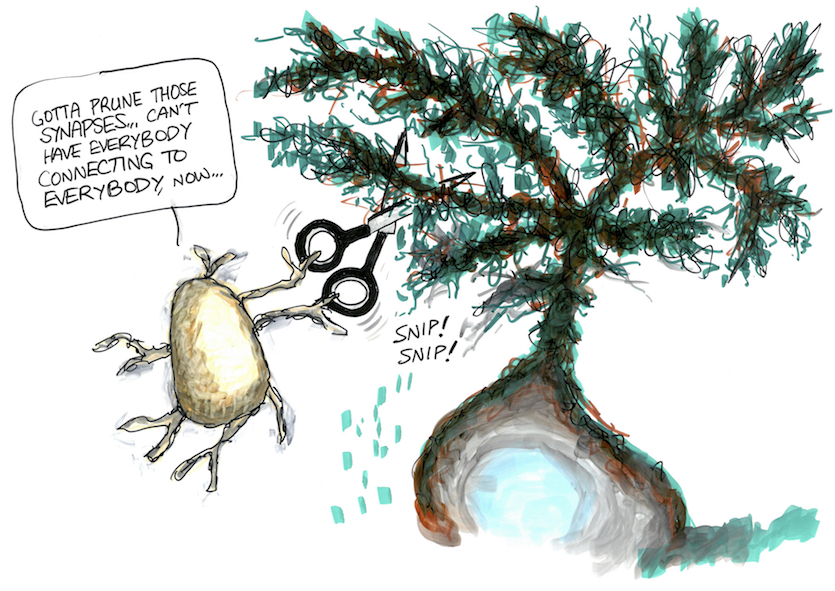 GOTTA PRUNE THOSE
SYNAPSES... CAN'T
HAVE EVERYBODY
CONNECTING TO
EVERYBODY, NOW...
SNIP!
SNIP!